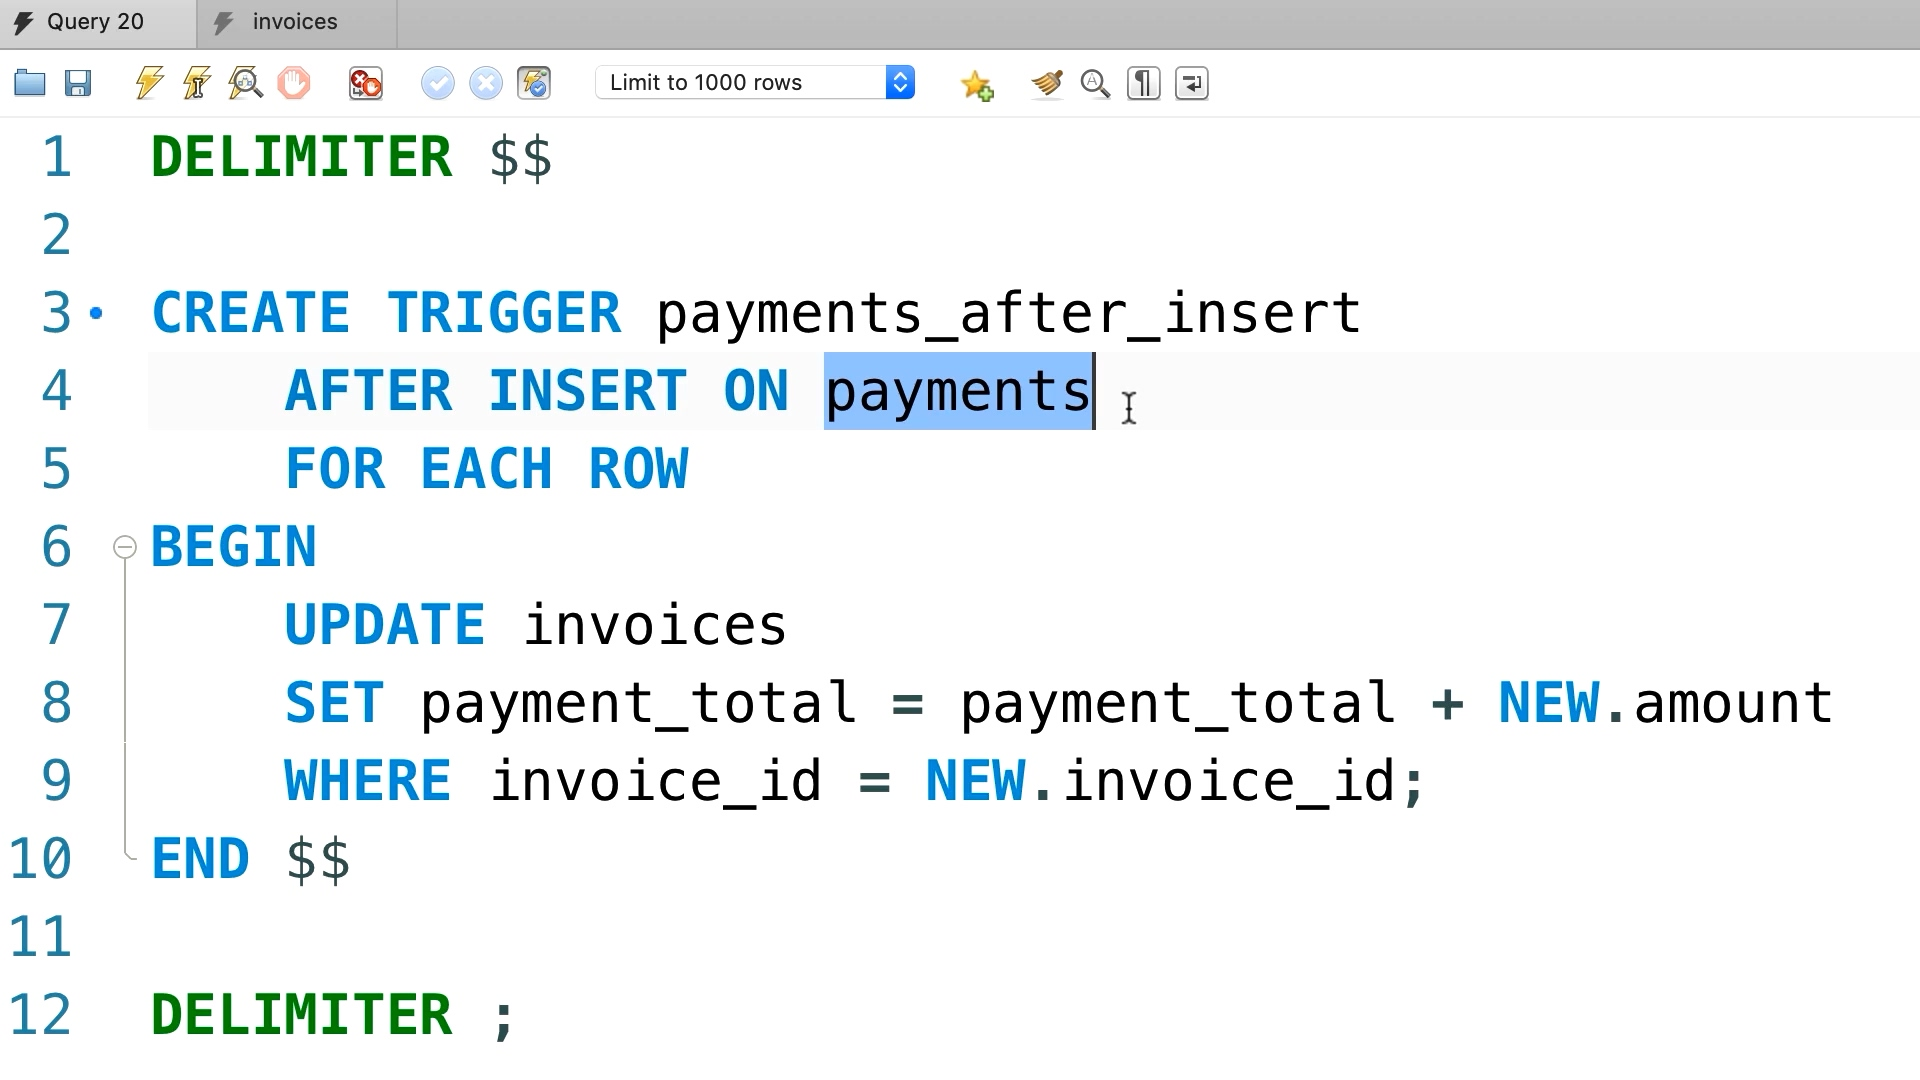 Query 20 invoices
Limit to 1000 rows
1 DELIMITER $$
2
3 CREATE TRIGGER payments_after_insert
4 AFTER INSERT ON payments
5 FOR EACH ROW
6 BEGIN
7 UPDATE invoices
8 SET payment_total = payment_total + NEW.amount
9 WHERE invoice_id = NEW.invoice_id;
10 END $$
11
12 DELIMITER ;